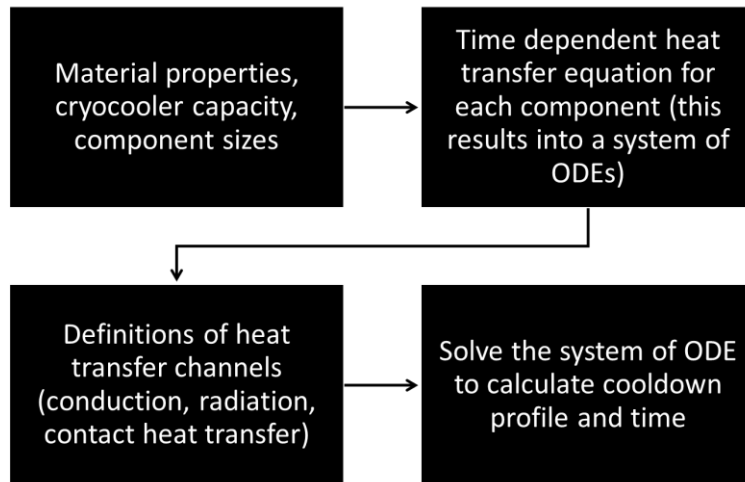 Material properties,
cryocooler capacity,
component sizes
Time dependent heat
transfer equation for
each component (this
results into a system of
ODEs)
Definitions of heat
transfer channels
(conduction, radiation,
contact heat transfer)
Solve the system of ODE
to calculate cooldown
profile and time